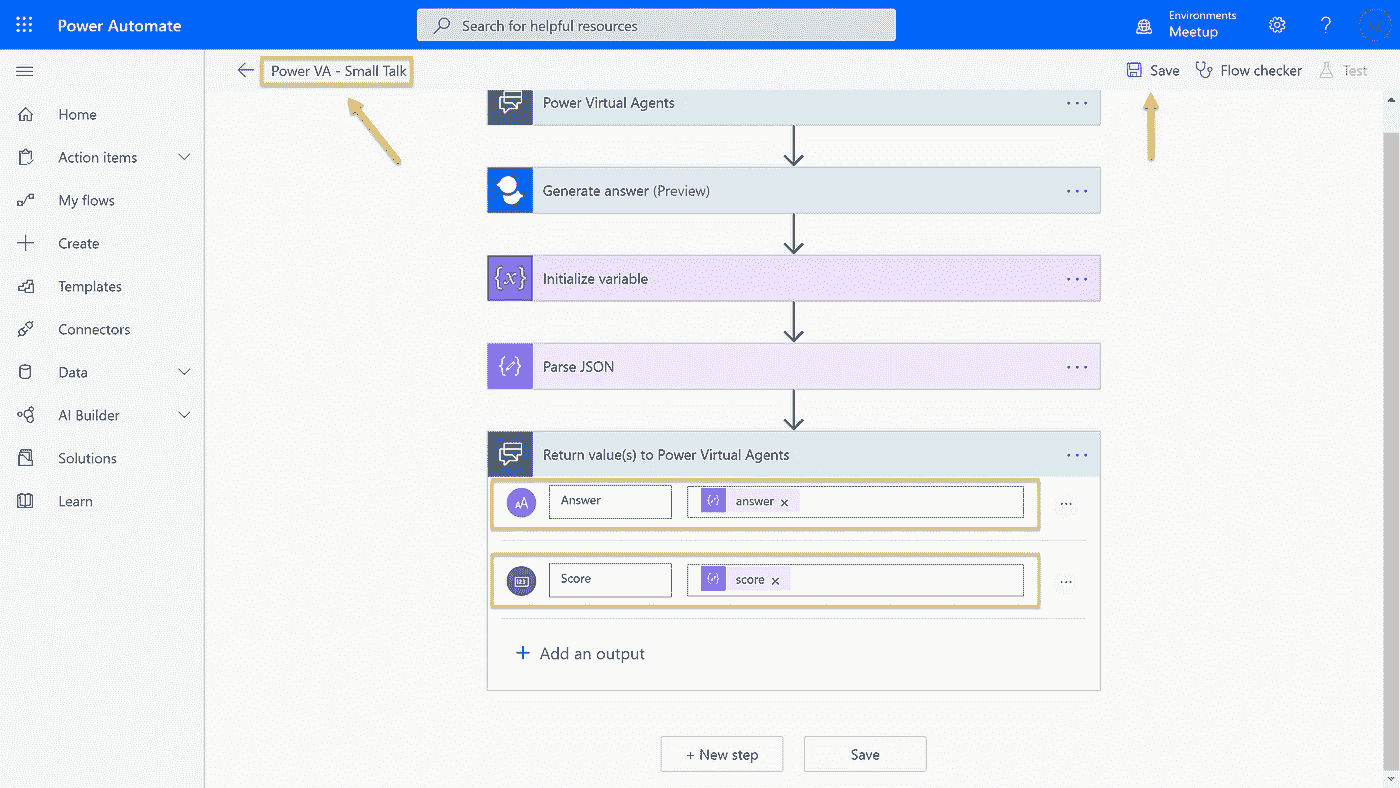 Power Automate
Search for helpful resources
Environments
Meetup
?
Power VA - Small Talk
Save
Flow checker
Test
Home
Action items
My flows
Create
Templates
Connectors
Data
AI Builder
Solutions
Learn
Power Virtual Agents
Generate answer (Preview)
{x} Initialize variable
Parse JSON
Return value(s) to Power Virtual Agents
AA Answer answer ×
123 Score score ×
+ Add an output
+ New step
Save